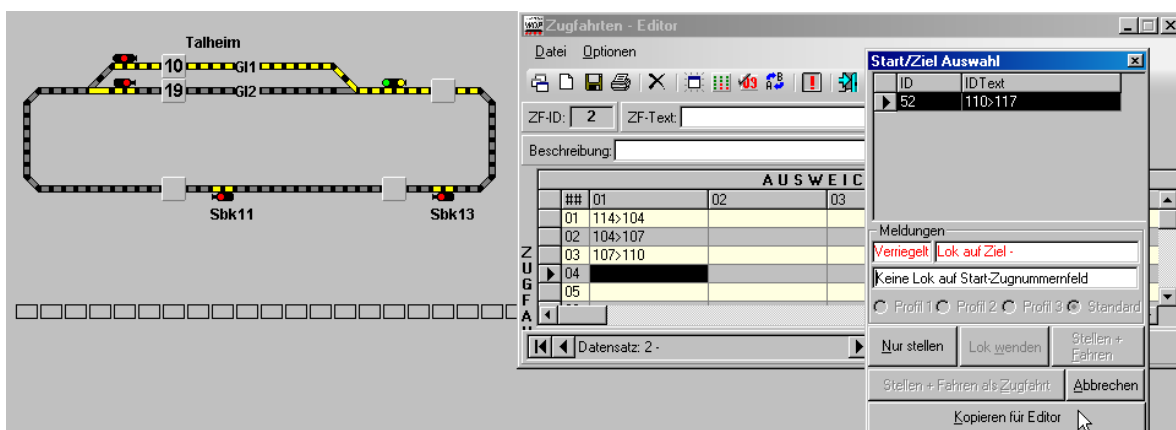 Talheim
10 Gl1
19 Gl2
Sbk11
Sbk13
Zugfahrten - Editor
Datei Optionen
ZF-ID: 2 ZF-Text:
Beschreibung:
AUSWEIC
## 01 02 03
01 114>104
02 104>107
03 107>110
04
05
ZUGFA
Datensatz: 2 -
Start/Ziel Auswahl
ID IDText
52 110>117
Meldungen
Verriegelt Lok auf Ziel -
Keine Lok auf Start-Zugnummernfeld
Profil 1 Profil 2 Profil 3 Standard
Nur stellen Lok wenden Stellen +
Fahren
Stellen + Fahren als Zugfahrt Abbrechen
Kopieren für Editor